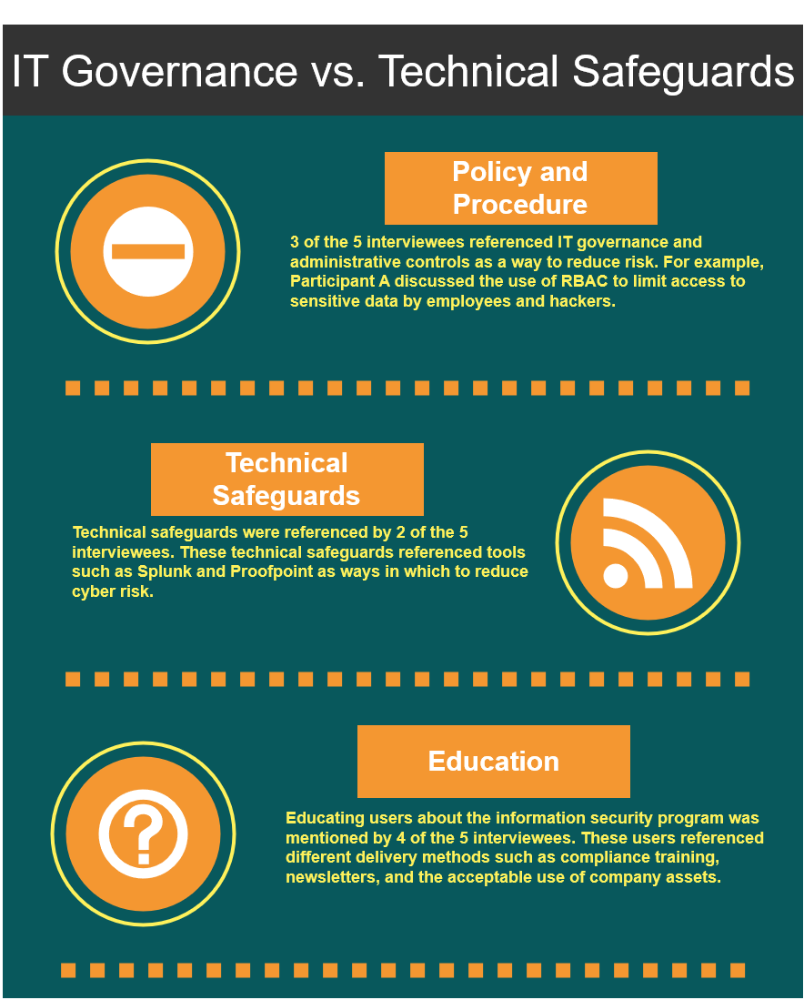 IT Governance vs. Technical Safeguards
Policy and
Procedure
3 of the 5 interviewees referenced IT governance and
administrative controls as a way to reduce risk. For example,
Participant A discussed the use of RBAC to limit access to
sensitive data by employees and hackers.
Technical
Safeguards
Technical safeguards were referenced by 2 of the 5
interviewees. These technical safeguards referenced tools
such as Splunk and Proofpoint as ways in which to reduce
cyber risk.
Education
Educating users about the information security program was
mentioned by 4 of the 5 interviewees. These users referenced
different delivery methods such as compliance training,
newsletters, and the acceptable use of company assets.